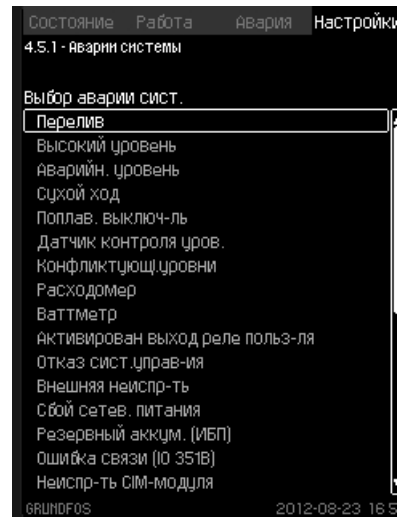 Состояние Работа Авария Настройки
4.5.1 - Аварии системы
Выбор аварии сист.
Перелив
Высокий уровень
Аварийн. уровень
Сухой ход
Поплав. выключ-ль
Датчик контроля уров.
Конфликтующ.уровни
Расходомер
Ваттметр
Активирован выход реле польз-ля
Отказ сист.управ-ия
Внешняя неиспр-ть
Сбой сетев. питания
Резервный аккум. (ИБП)
Ошибка связи (IO 351B)
Неиспр-ть CIM-модуля
GRUNDFOS 2012-08-23 16